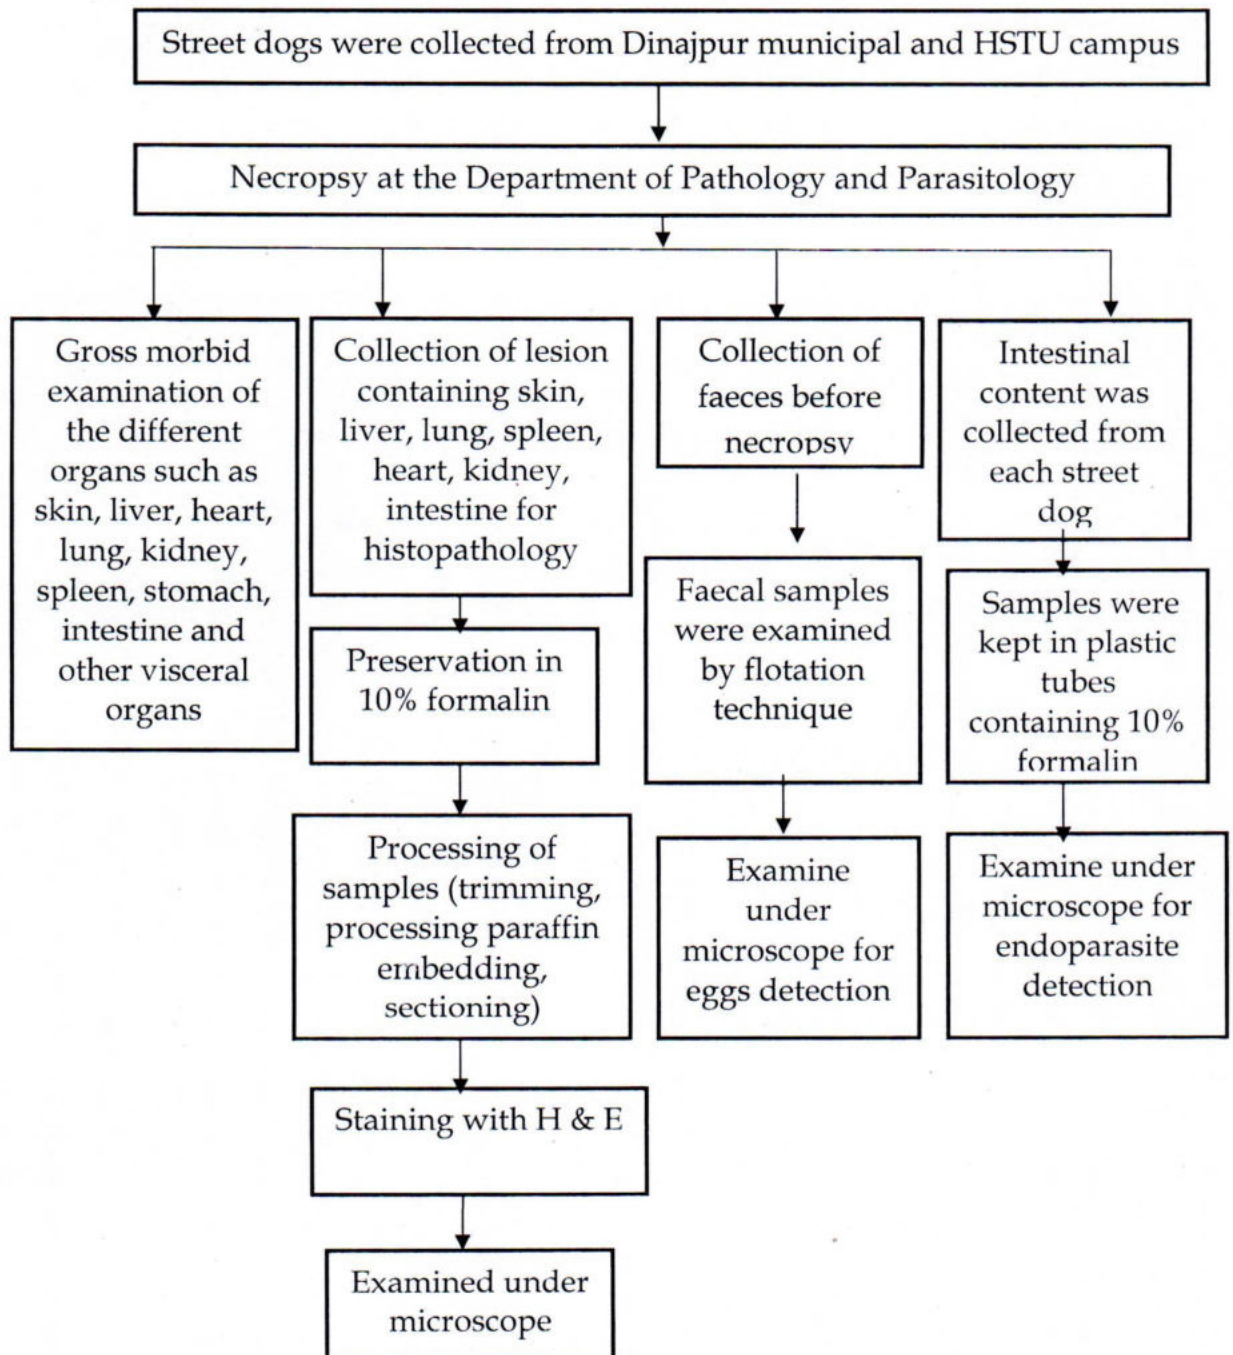 Street dogs were collected from Dinajpur municipal and HSTU campus
Necropsy at the Department of Pathology and Parasitology
Gross morbid
examination of
the different
organs such as
skin, liver, heart,
lung, kidney,
spleen, stomach,
intestine and
other visceral
organs
Collection of lesion
containing skin,
liver, lung, spleen,
heart, kidney,
intestine for
histopathology
Preservation in
10% formalin
Processing of
samples (trimming,
processing paraffin
embedding,
sectioning)
Staining with H & E
Examined under
microscope
Collection of
faeces before
necropsy
Faecal samples
were examined
by flotation
technique
Examine
under
microscope for
eggs detection
Intestinal
content was
collected from
each street
dog
Samples were
kept in plastic
tubes
containing 10%
formalin
Examine under
microscope for
endoparasite
detection